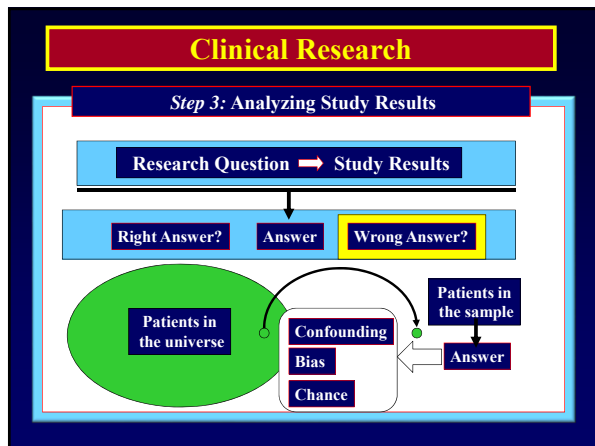 Clinical Research
Step 3: Analyzing Study Results
Research Question Study Results
Right Answer? Answer Wrong Answer?
Patients in
the universe
Confounding
Bias
Chance
Patients in
the sample
Answer